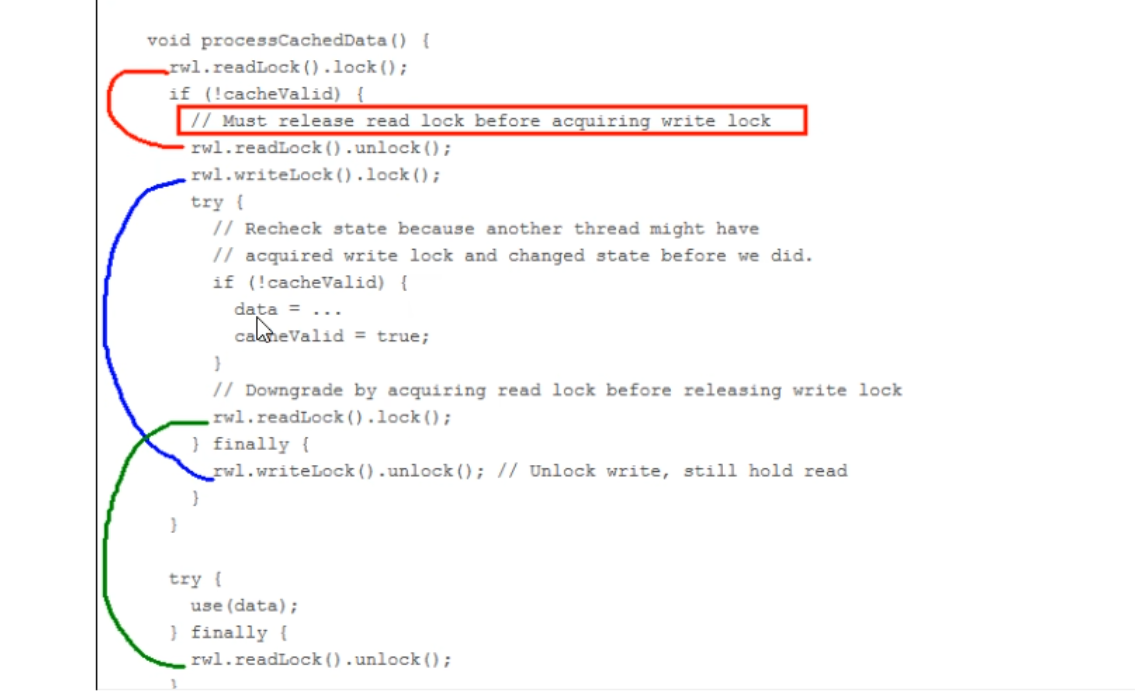 void processCachedData() {
rwl.readLock().lock();
if (!cacheValid) {
// Must release read lock before acquiring write lock
rwl.readLock().unlock();
rwl.writeLock().lock();
try {
// Recheck state because another thread might have
// acquired write lock and changed state before we did.
if (!cacheValid) {
data = ...
cacheValid = true;
}
// Downgrade by acquiring read lock before releasing write lock
rwl.readLock().lock();
} finally {
rwl.writeLock().unlock(); // Unlock write, still hold read
}
}
try {
use(data);
} finally {
rwl.readLock().unlock();
}